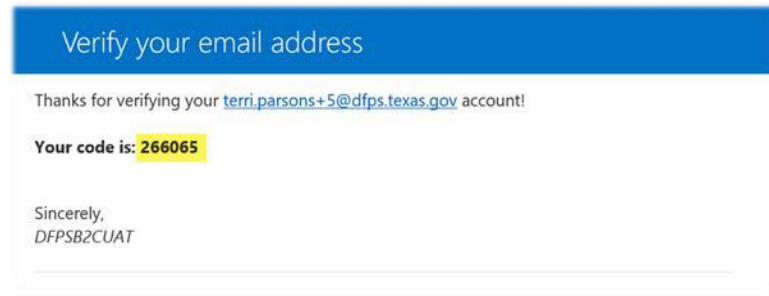 Verify your email address
Thanks for verifying your terri.parsons+5@dfps.texas.gov account!
Your code is: 266065
Sincerely,
DFPSB2CUAT